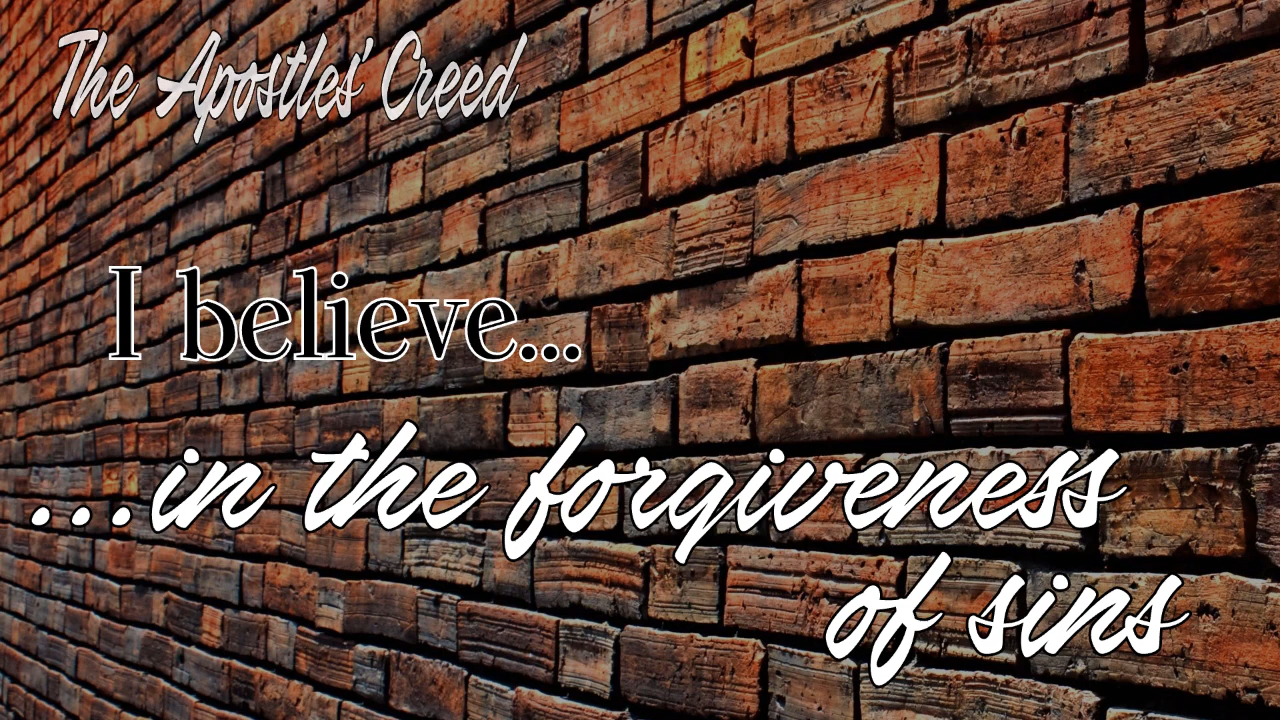 The Apostles' Creed
I believe...
...in the forgiveness
of sins